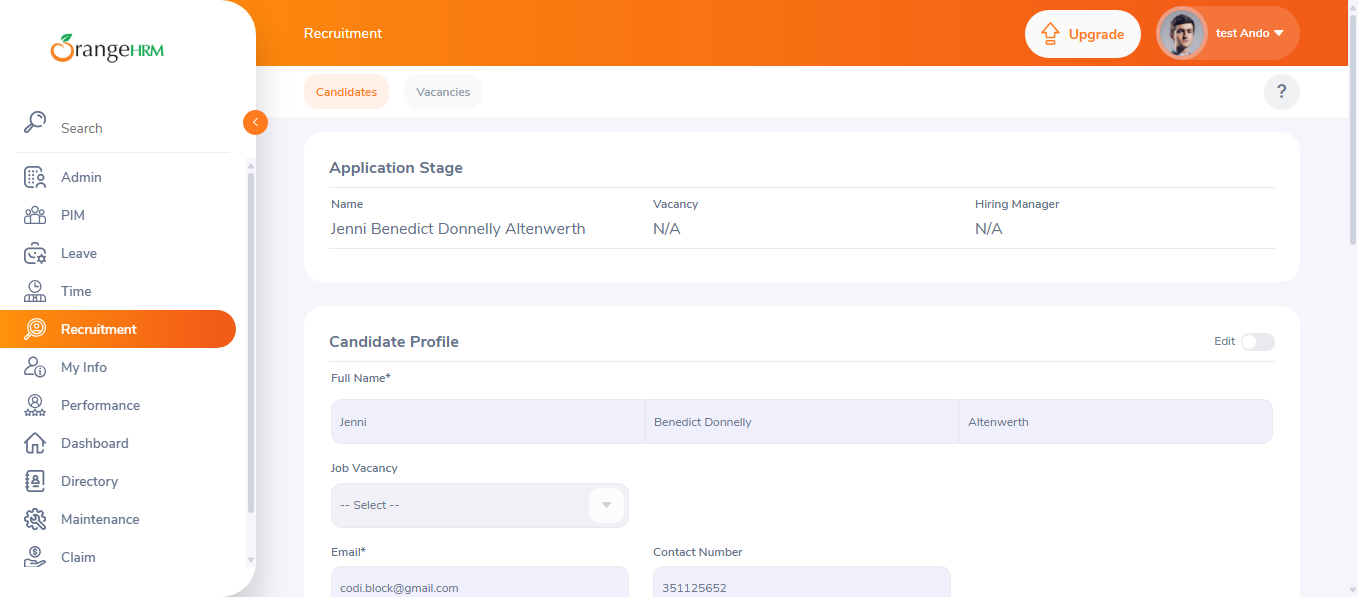 OrangeHRM
Search
Admin
PIM
Leave
Time
Recruitment
My Info
Performance
Dashboard
Directory
Maintenance
Claim
Recruitment
Upgrade
test Ando
Candidates
Vacancies
?
Application Stage
Name
Vacancy
Hiring Manager
Jenni Benedict Donnelly Altenwerth
N/A
N/A
Candidate Profile
Edit
Full Name*
Jenni
Benedict Donnelly
Altenwerth
Job Vacancy
-- Select --
Email*
Contact Number
codi.block@gmail.com
351125652